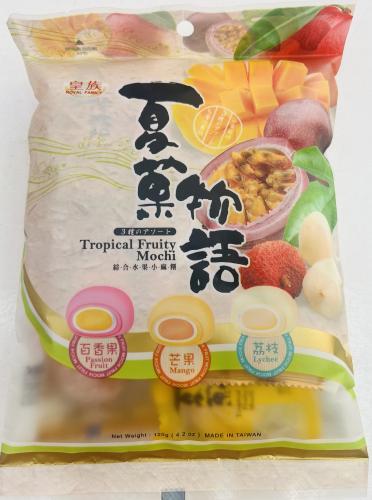 皇族
ROYAL FAMILY
夏菓物語
3種のアソート
Tropical Fruity
Mochi
綜·合·水·果·小·麻·糬
百香果
Passion
Fruit
芒果
Mango
荔枝
Lychee
Net Weight : 120g ( 4.2 oz )  MADE IN TAIWAN